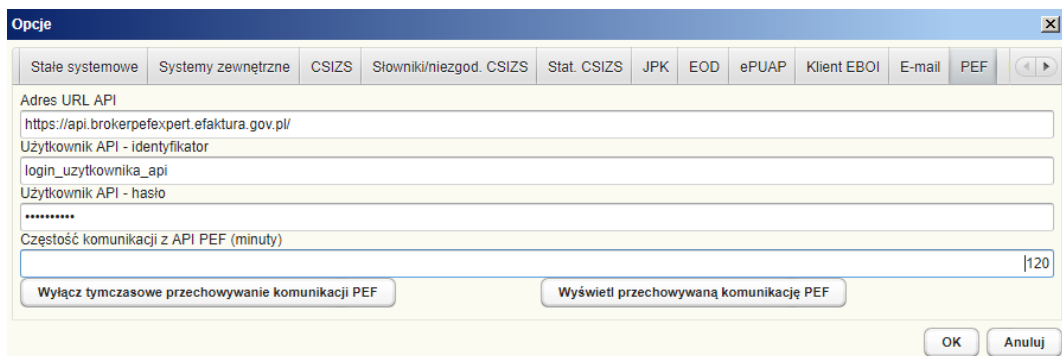 Opcje
Stałe systemowe Systemy zewnętrzne CSIZS Słowniki/niezgod. CSIZS Stat. CSIZS JPK EOD ePUAP Klient EBOI E-mail PEF
Adres URL API
https://api.brokerpefexpert.efaktura.gov.pl/
Użytkownik API - identyfikator
login_uzytkownika_api
Użytkownik API - hasło
••••••••••
Częstość komunikacji z API PEF (minuty)
120
Wyłącz tymczasowe przechowywanie komunikacji PEF Wyświetl przechowywaną komunikację PEF
OK Anuluj